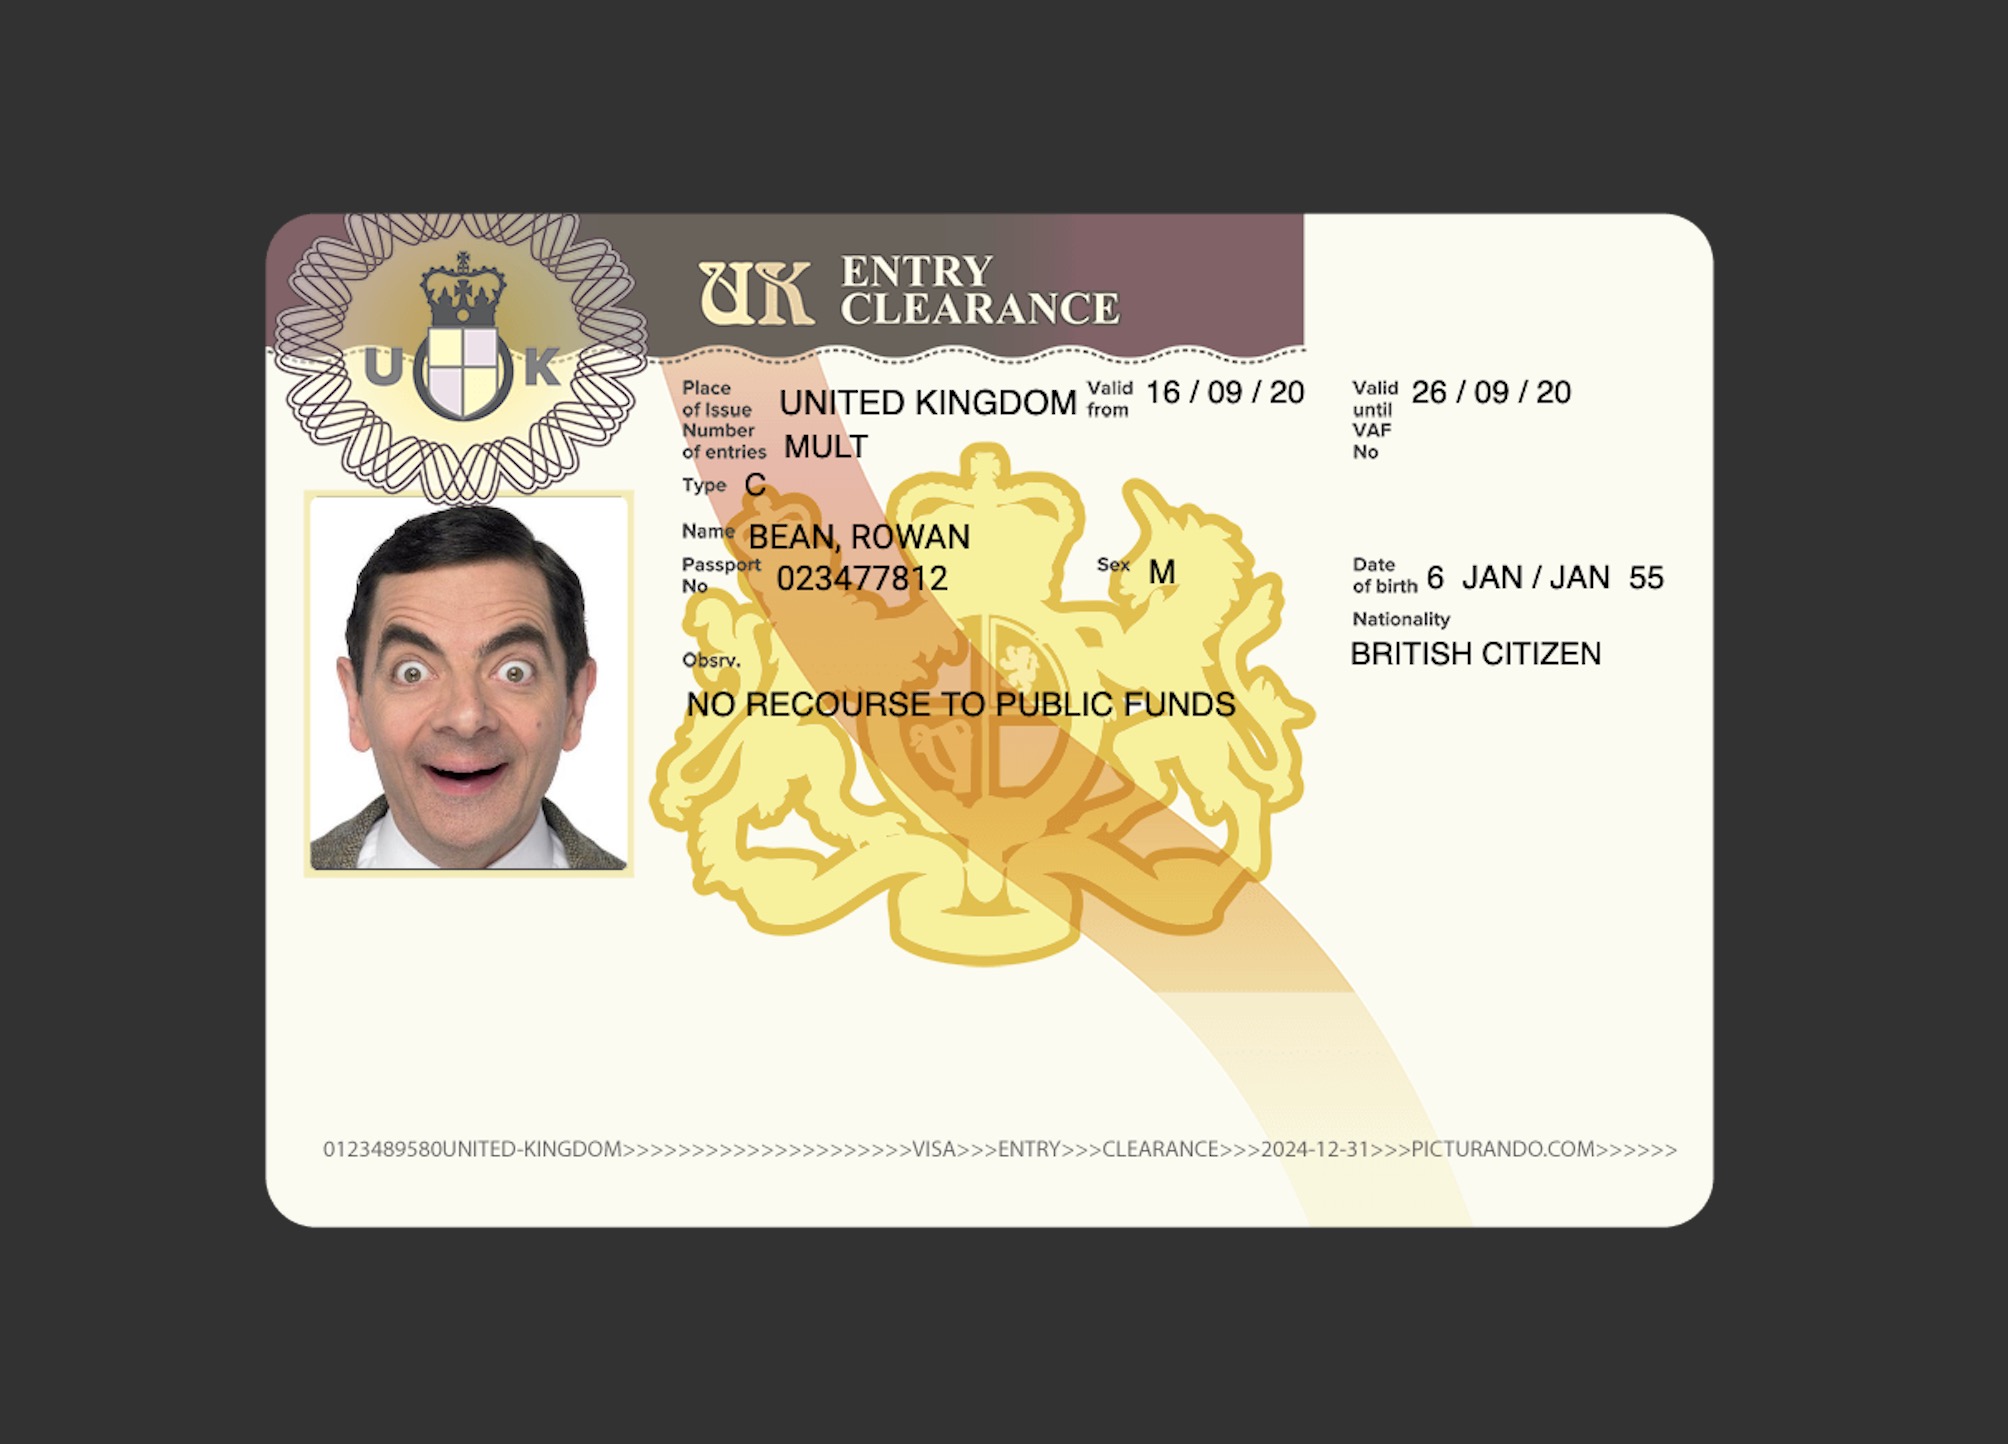 U K
UK ENTRY
CLEARANCE
Place
of Issue UNITED KINGDOM
Valid
from 16 / 09 / 20
Valid
until 26 / 09 / 20
Number
of entries MULT
VAF
No
Type C
Name BEAN, ROWAN
Passport
No 023477812
Sex M
Date
of birth 6 JAN / JAN 55
Nationality
BRITISH CITIZEN
Obsrv.
NO RECOURSE TO PUBLIC FUNDS
0123489580UNITED-KINGDOM>>>>>>>>>>>>>>>>>>>>>VISA>>>ENTRY>>>CLEARANCE>>>2024-12-31>>>PICTURANDO.COM>>>>>>